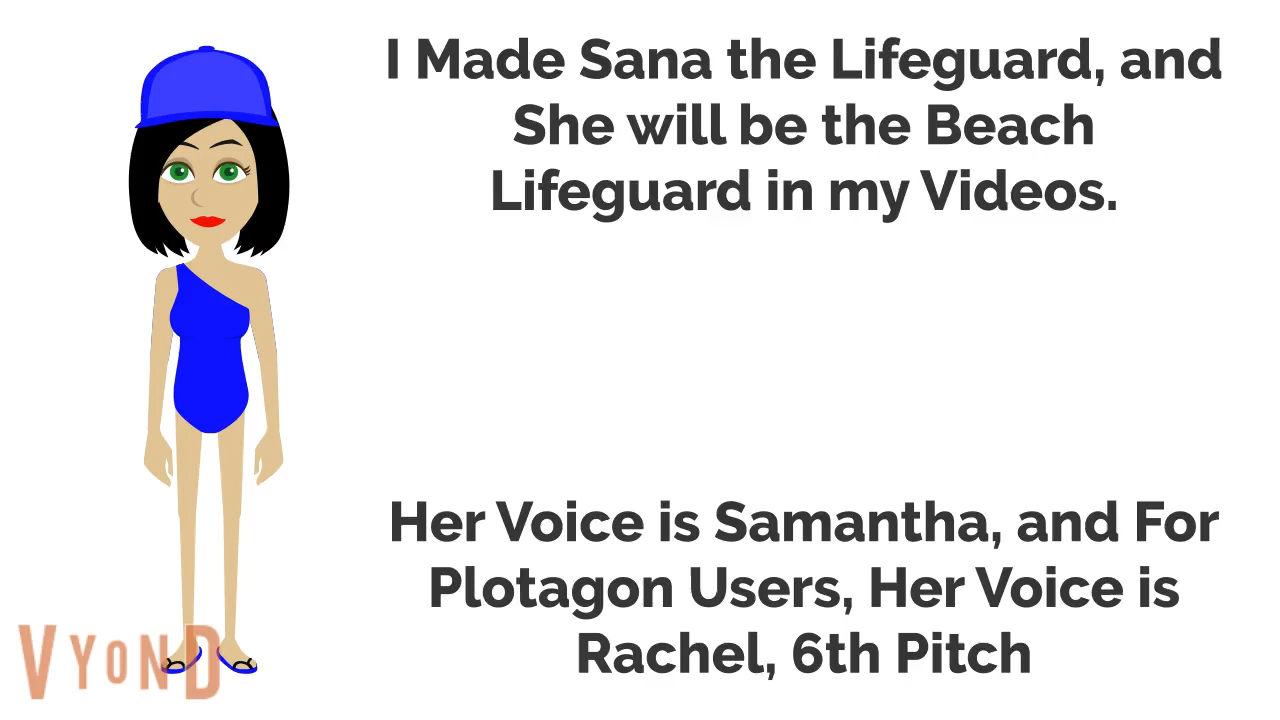 I Made Sana the Lifeguard, and
She will be the Beach
Lifeguard in my Videos.
Her Voice is Samantha, and For
Plotagon Users, Her Voice is
Rachel, 6th Pitch
VYOND